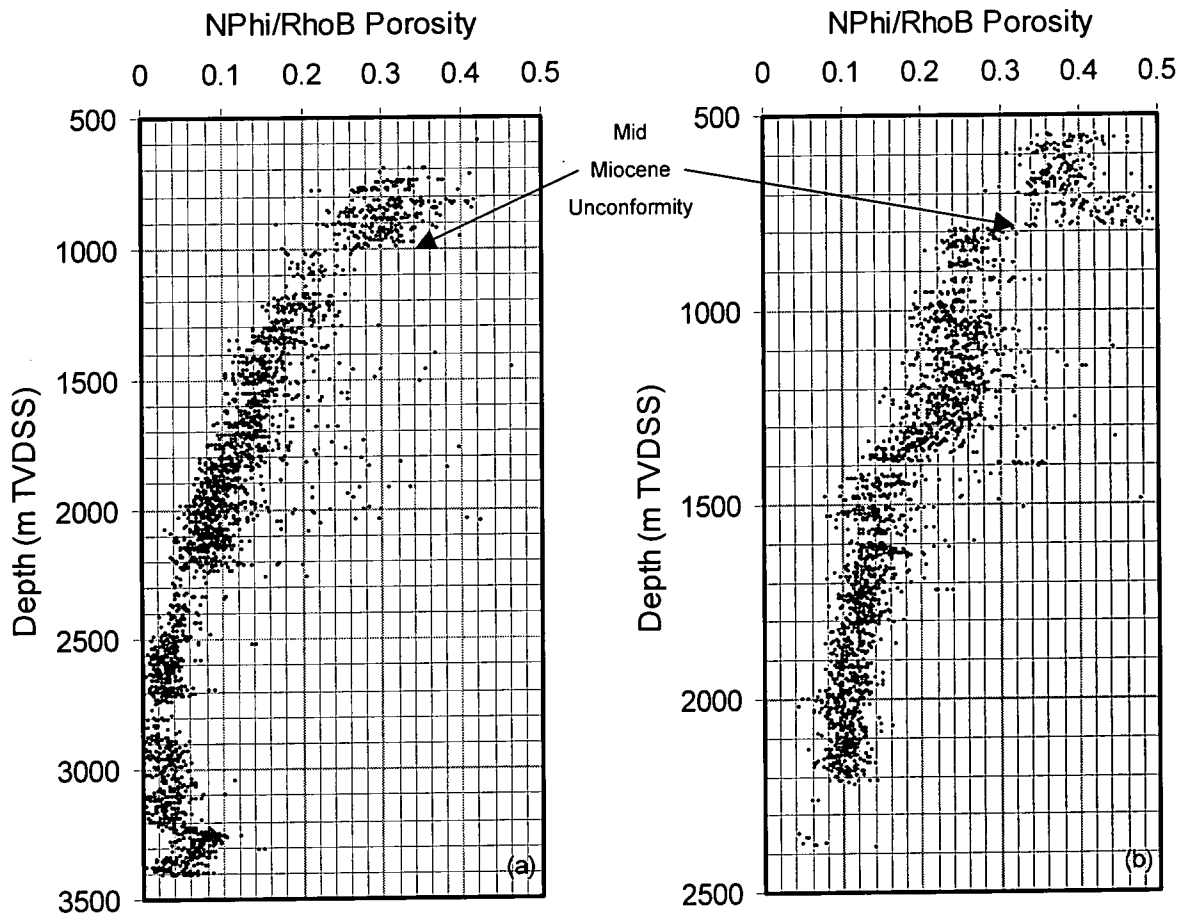 NPhi/RhoB Porosity
0 0.1 0.2 0.3 0.4 0.5
500
1000
1500
2000
2500
3000
3500
Depth (m TVDSS)
(a)
Mid
Miocene
Unconformity
NPhi/RhoB Porosity
0 0.1 0.2 0.3 0.4 0.5
500
1000
1500
2000
2500
Depth (m TVDSS)
(b)